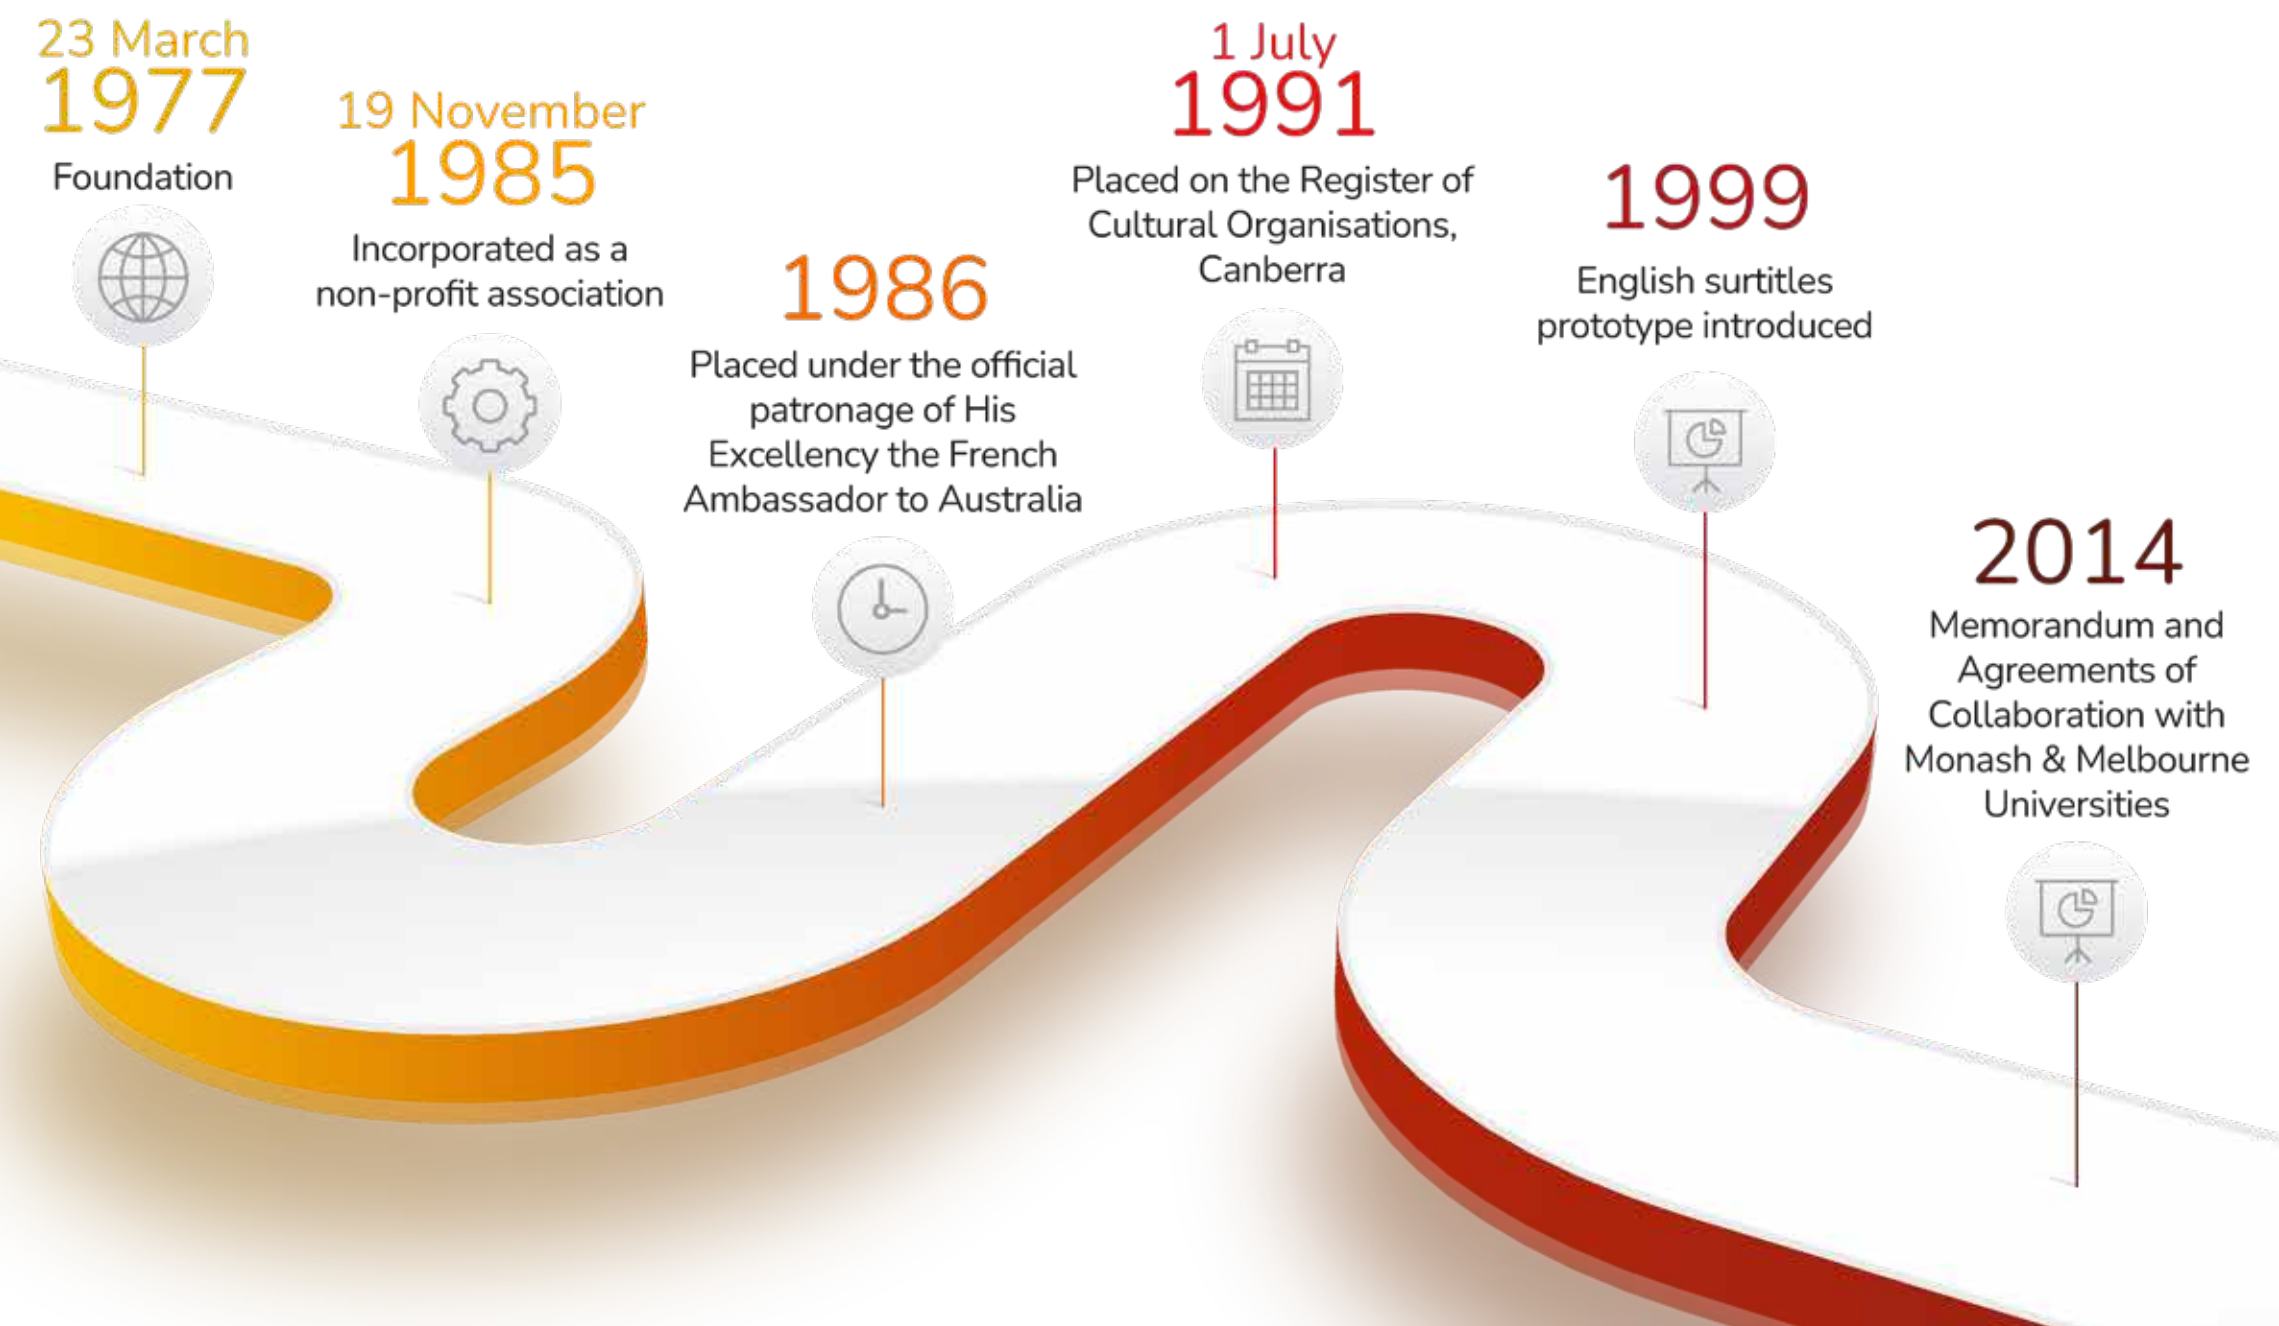 23 March
1977
Foundation
19 November
1985
Incorporated as a
non-profit association
1986
Placed under the official
patronage of His
Excellency the French
Ambassador to Australia
1 July
1991
Placed on the Register of
Cultural Organisations,
Canberra
1999
English surtitles
prototype introduced
2014
Memorandum and
Agreements of
Collaboration with
Monash & Melbourne
Universities